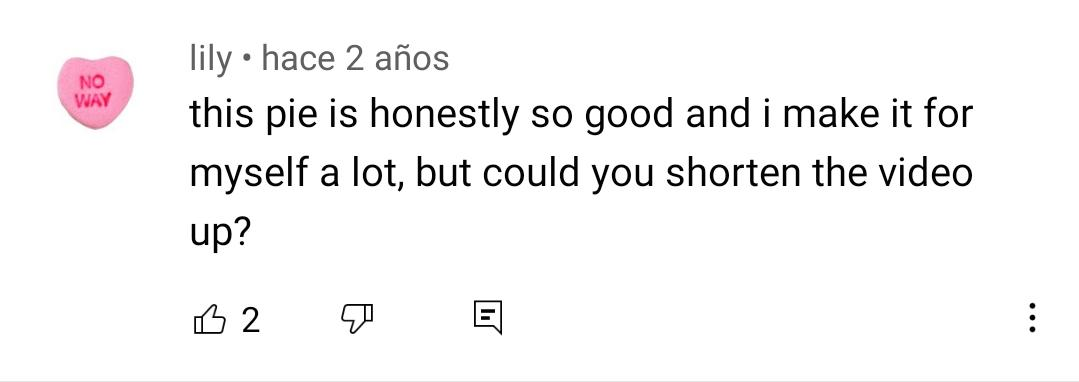 NO
WAY
lily • hace 2 años
this pie is honestly so good and i make it for
myself a lot, but could you shorten the video
up?
2